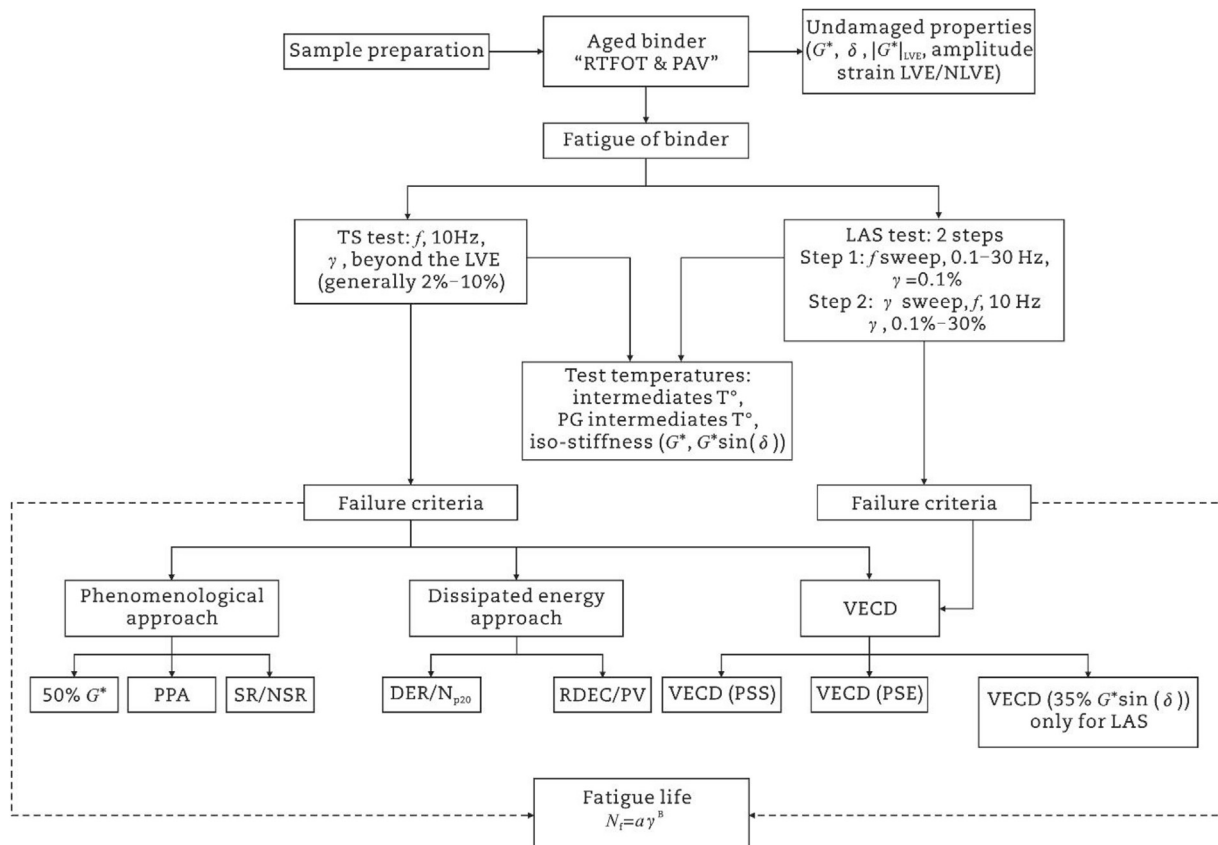 Sample preparation
Aged binder
“RTFOT & PAV”
Undamaged properties
(G*, δ, |G*|LVE, amplitude
strain LVE/NLVE)
Fatigue of binder
TS test: f, 10Hz,
γ, beyond the LVE
(generally 2%–10%)
LAS test: 2 steps
Step 1: f sweep, 0.1–30 Hz,
γ =0.1%
Step 2: γ sweep, f, 10 Hz
γ, 0.1%–30%
Test temperatures:
intermediates T°,
PG intermediates T°,
iso-stiffness (G*, G*sin(δ))
Failure criteria
Failure criteria
Phenomenological
approach
Dissipated energy
approach
VECD
50% G*
PPA
SR/NSR
DER/Np20
RDEC/PV
VECD (PSS)
VECD (PSE)
VECD (35% G*sin (δ))
only for LAS
Fatigue life
Nf=aγᴮ